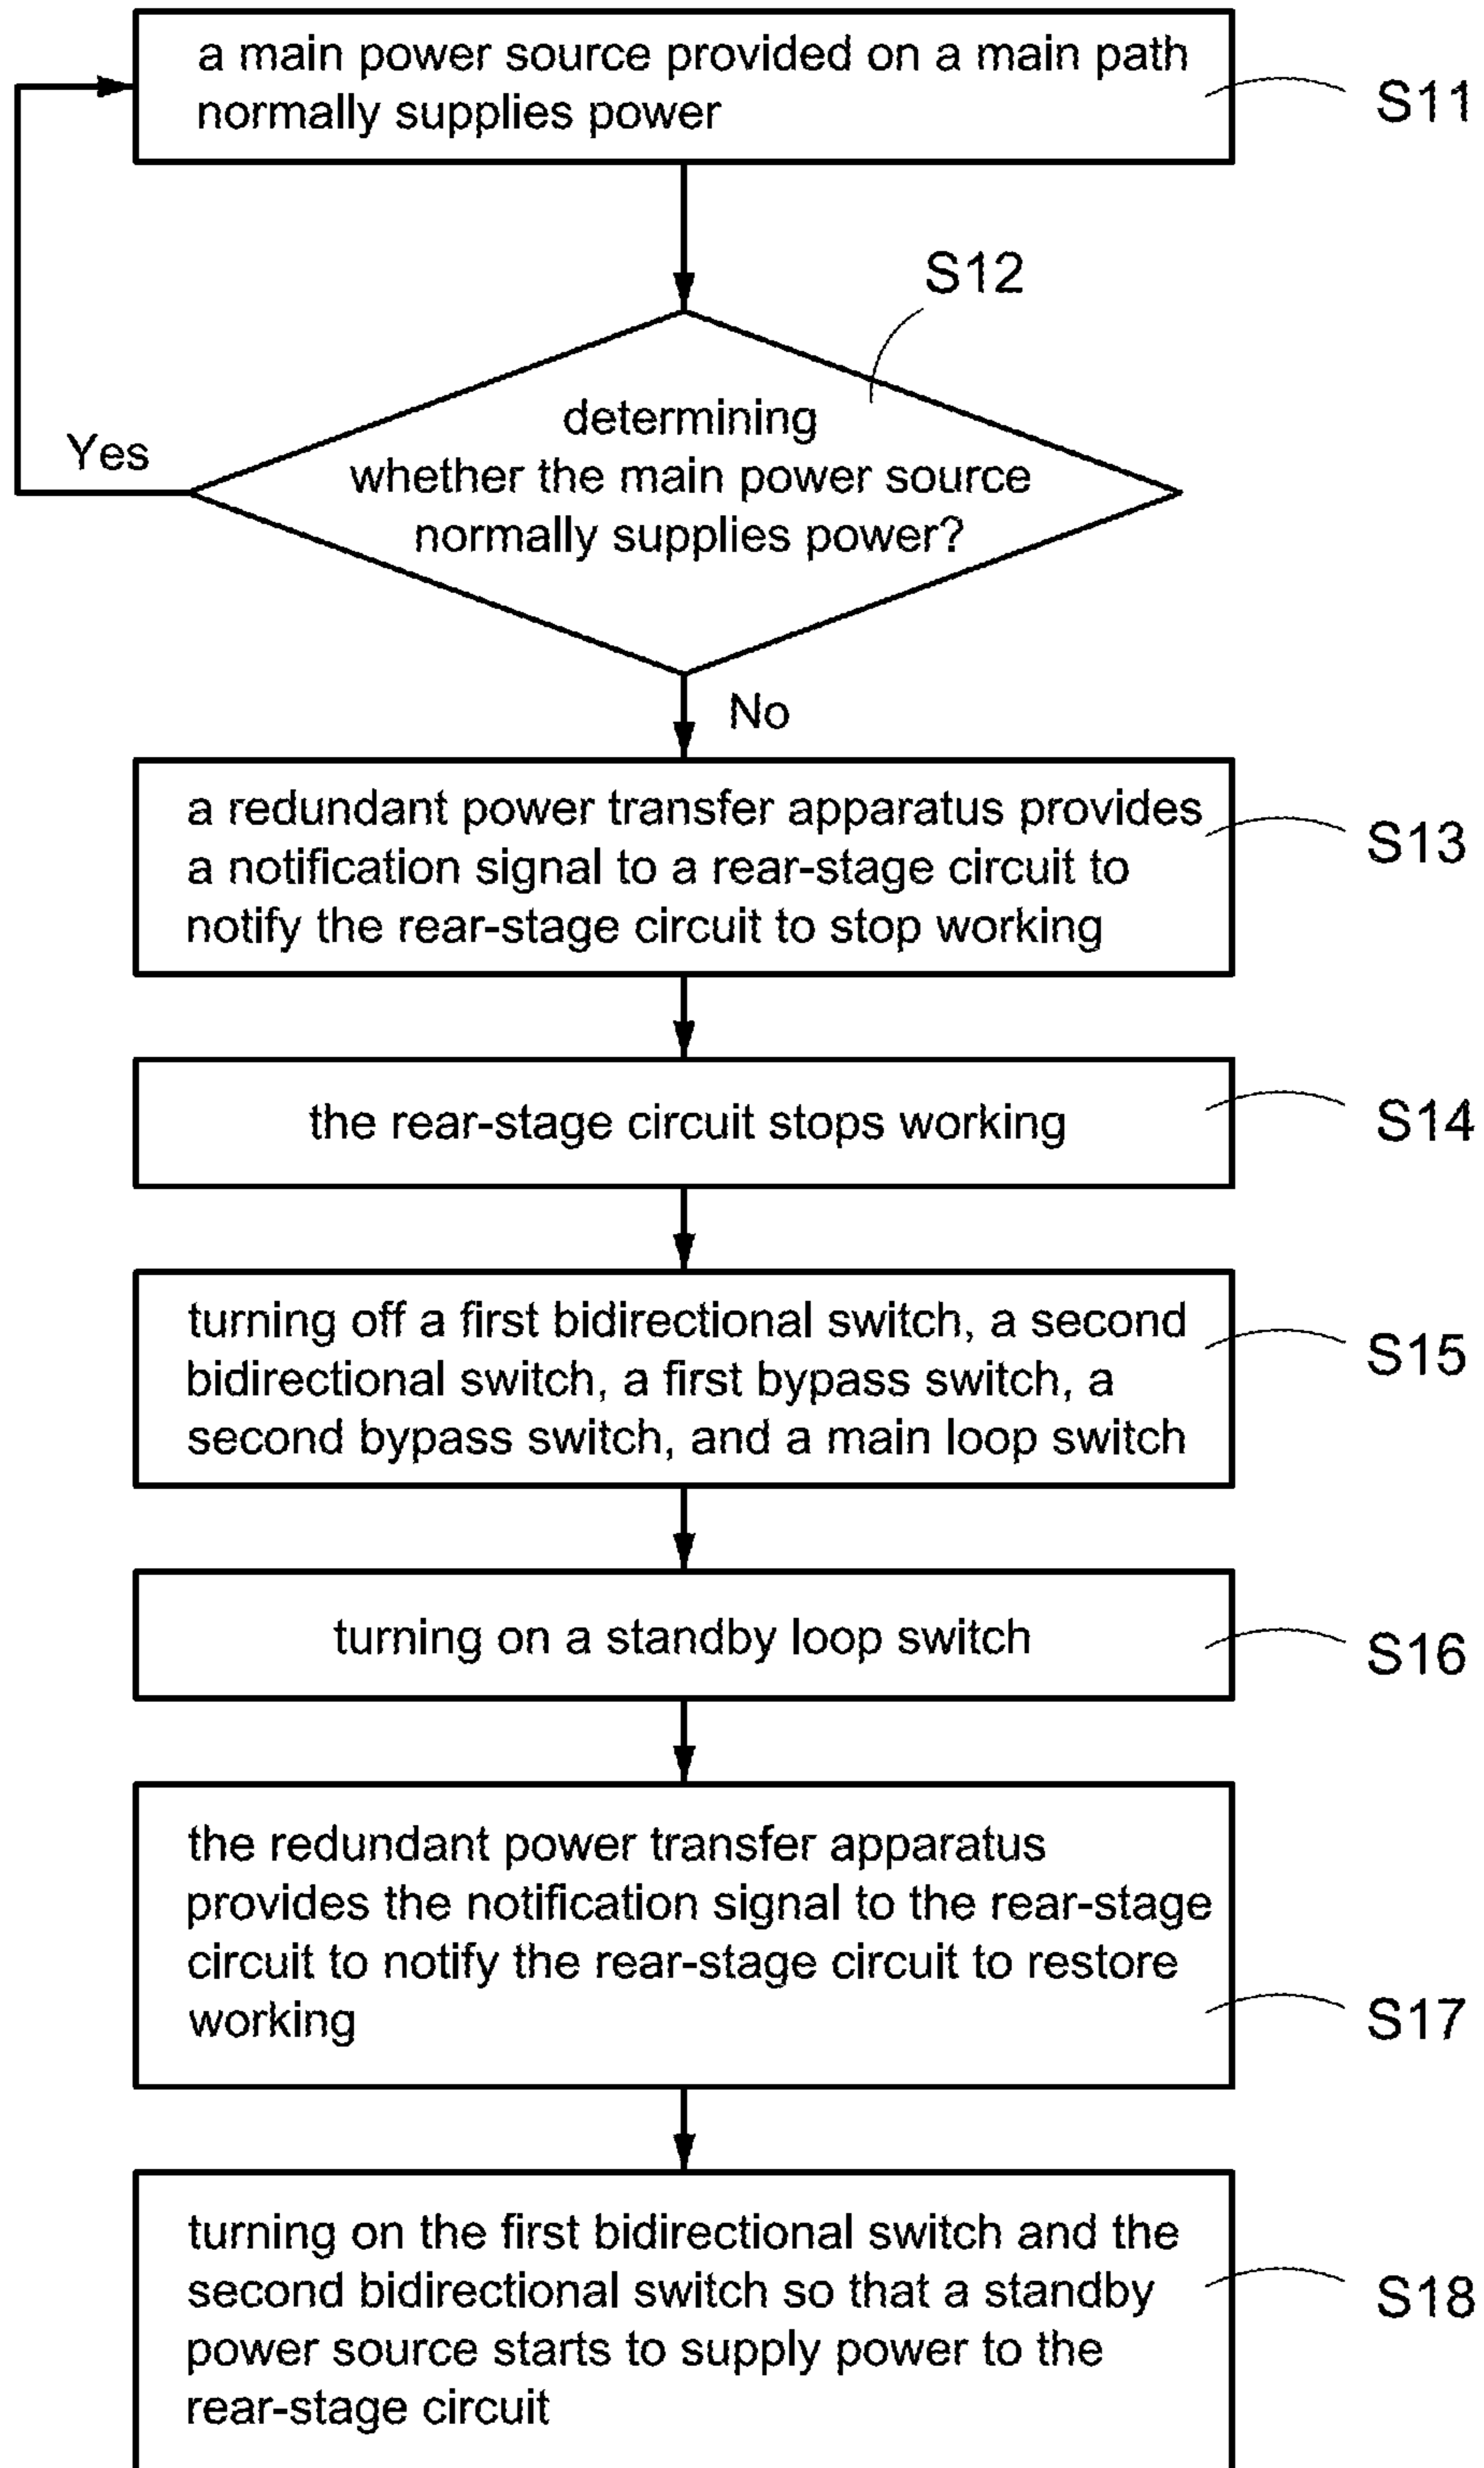 a main power source provided on a main path
normally supplies power
S11
S12
determining
whether the main power source
normally supplies power?
Yes
No
a redundant power transfer apparatus provides
a notification signal to a rear-stage circuit to
notify the rear-stage circuit to stop working
S13
the rear-stage circuit stops working
S14
turning off a first bidirectional switch, a second
bidirectional switch, a first bypass switch, a
second bypass switch, and a main loop switch
S15
turning on a standby loop switch
S16
the redundant power transfer apparatus
provides the notification signal to the rear-stage
circuit to notify the rear-stage circuit to restore
working
S17
turning on the first bidirectional switch and the
second bidirectional switch so that a standby
power source starts to supply power to the
rear-stage circuit
S18